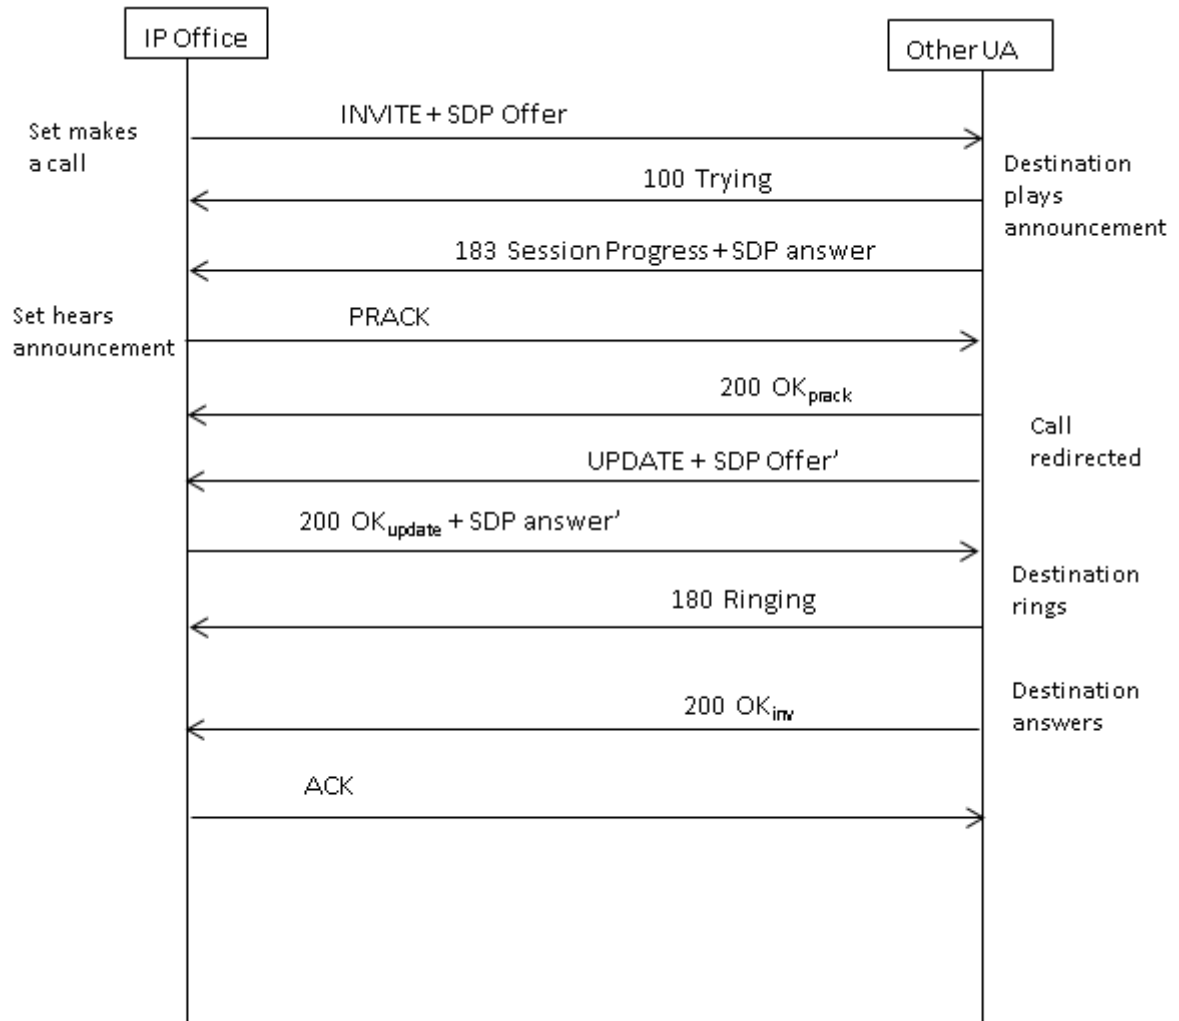 IP Office
Other UA
INVITE + SDP Offer
Set makes
a call
100 Trying
Destination
plays
announcement
183 Session Progress + SDP answer
Set hears
announcement
PRACK
200 OKprack
Call
redirected
UPDATE + SDP Offer’
200 OKupdate + SDP answer’
Destination
rings
180 Ringing
Destination
answers
200 OKinv
ACK